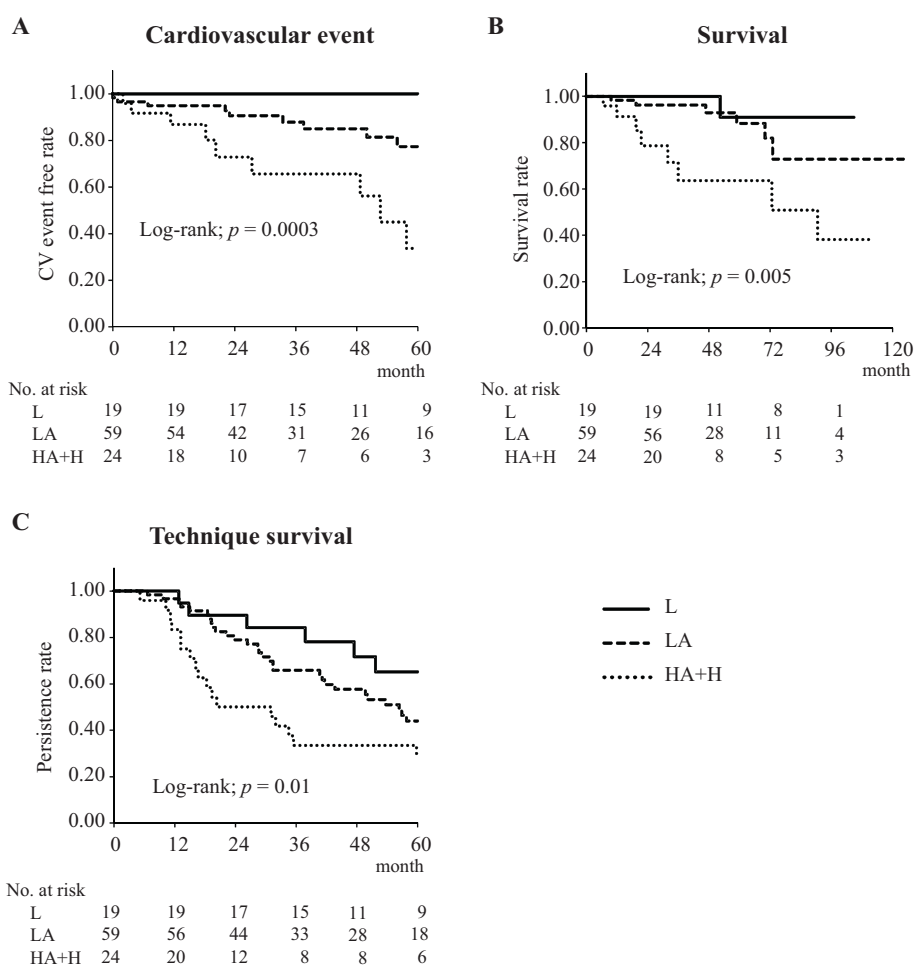 A
Cardiovascular event
CV event free rate
1.00
0.80
0.60
0.40
0.20
0.00
Log-rank; p = 0.0003
0 12 24 36 48 60
month
No. at risk
L 19 19 17 15 11 9
LA 59 54 42 31 26 16
HA+H 24 18 10 7 6 3
B
Survival
Survival rate
1.00
0.80
0.60
0.40
0.20
0.00
Log-rank; p = 0.005
0 24 48 72 96 120
month
No. at risk
L 19 19 11 8 1
LA 59 56 28 11 4
HA+H 24 20 8 5 3
C
Technique survival
Persistence rate
1.00
0.80
0.60
0.40
0.20
0.00
Log-rank; p = 0.01
0 12 24 36 48 60
month
No. at risk
L 19 19 17 15 11 9
LA 59 56 44 33 28 18
HA+H 24 20 12 8 8 6
L
LA
HA+H